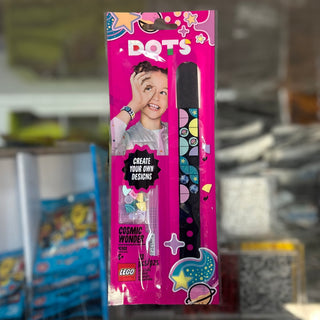 DOTS
CREATE
YOUR OWN
DESIGNS
COSMIC
WONDER
LEGO